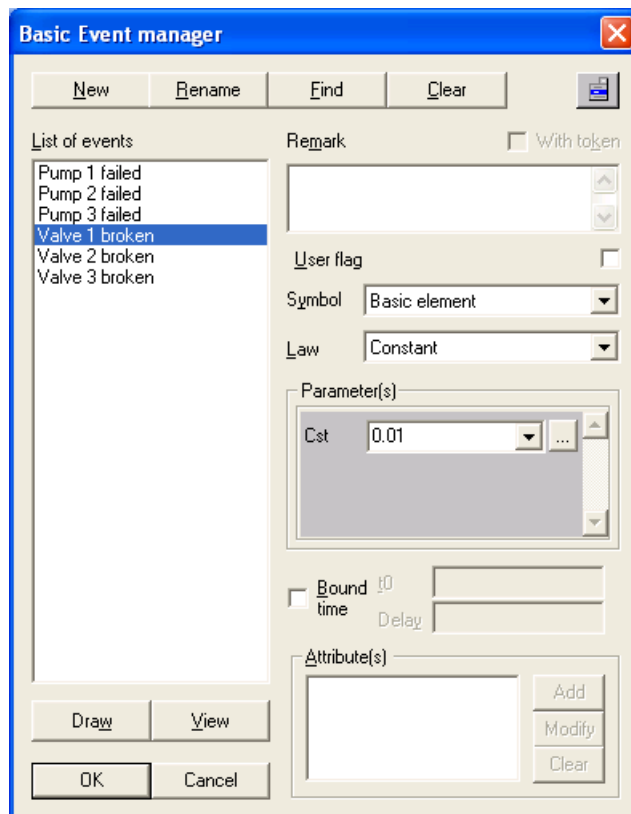 Basic Event manager
New Rename Find Clear
List of events
Pump 1 failed
Pump 2 failed
Pump 3 failed
Valve 1 broken
Valve 2 broken
Valve 3 broken
Remark With token
User flag
Symbol Basic element
Law Constant
Parameter(s)
Cst 0.01 ...
Bound time
t0
Delay
Attribute(s)
Add
Modify
Clear
Draw View
OK Cancel